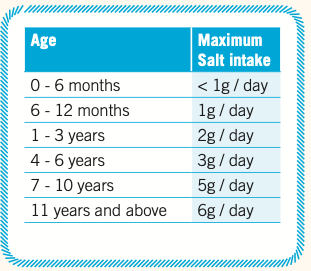 Age Maximum
Salt intake
0 - 6 months < 1g / day
6 - 12 months 1g / day
1 - 3 years 2g / day
4 - 6 years 3g / day
7 - 10 years 5g / day
11 years and above 6g / day